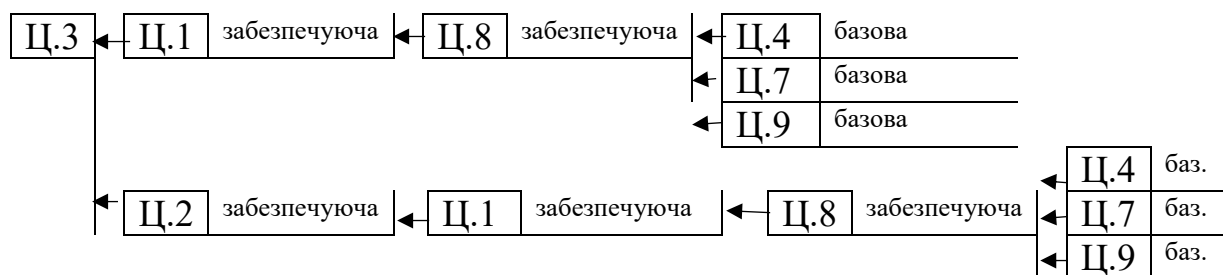 Ц.3 Ц.1 забезпечуюча Ц.8 забезпечуюча Ц.4 базова
Ц.7 базова
Ц.9 базова
Ц.4 баз.
Ц.2 забезпечуюча Ц.1 забезпечуюча Ц.8 забезпечуюча Ц.7 баз.
Ц.9 баз.